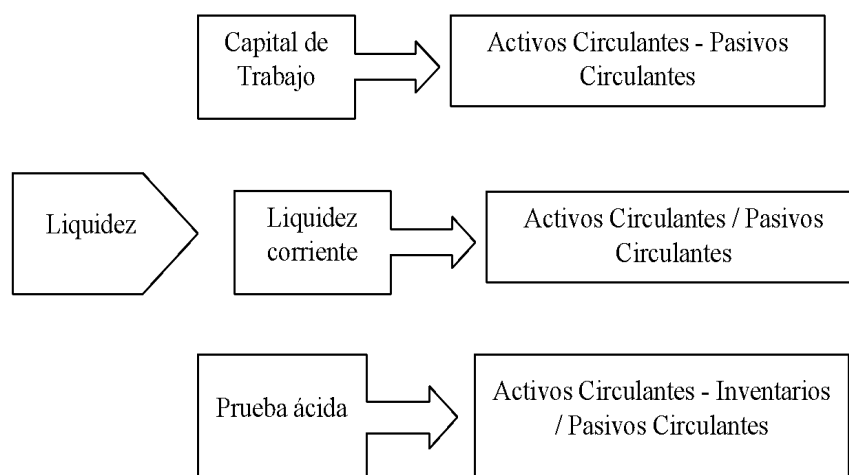 Capital de
Trabajo
Activos Circulantes - Pasivos
Circulantes
Liquidez
Liquidez
corriente
Activos Circulantes / Pasivos
Circulantes
Prueba ácida
Activos Circulantes - Inventarios
/ Pasivos Circulantes